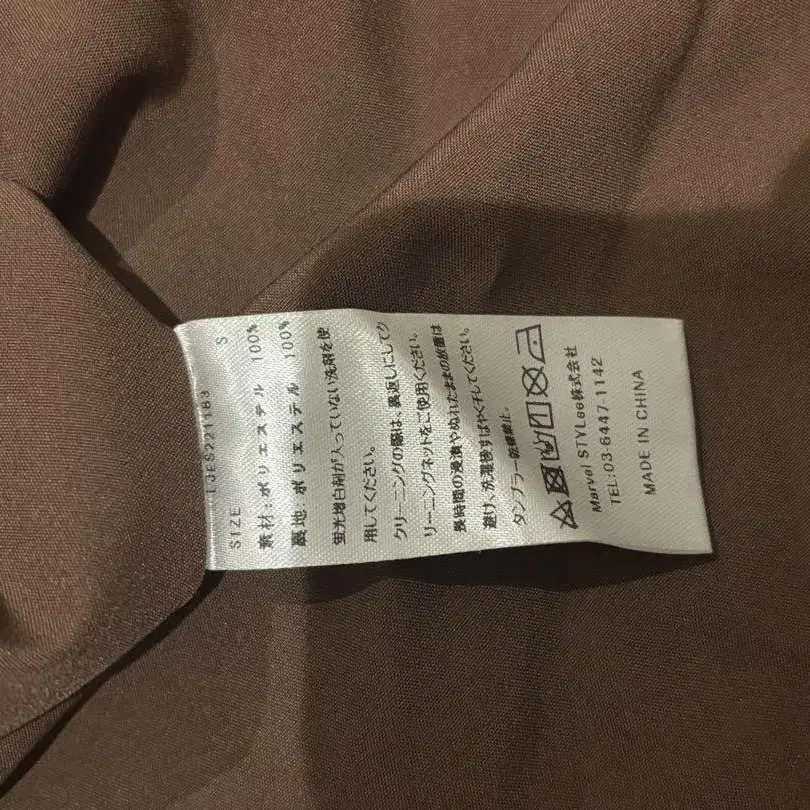 LJES221183
SIZE S
素材:ポリエステル 100%
裏地:ポリエステル 100%
蛍光増白剤が入っていない洗剤を使
用してください。
クリーニングの際は、裏返しにしてク
リーニングネットをご使用ください。
長時間の浸漬やぬれたままの放置は
避け、洗濯後すばやく干してください。
タンブラー乾燥禁止。
Marvel STYLee株式会社
TEL:03-6447-1142
MADE IN CHINA